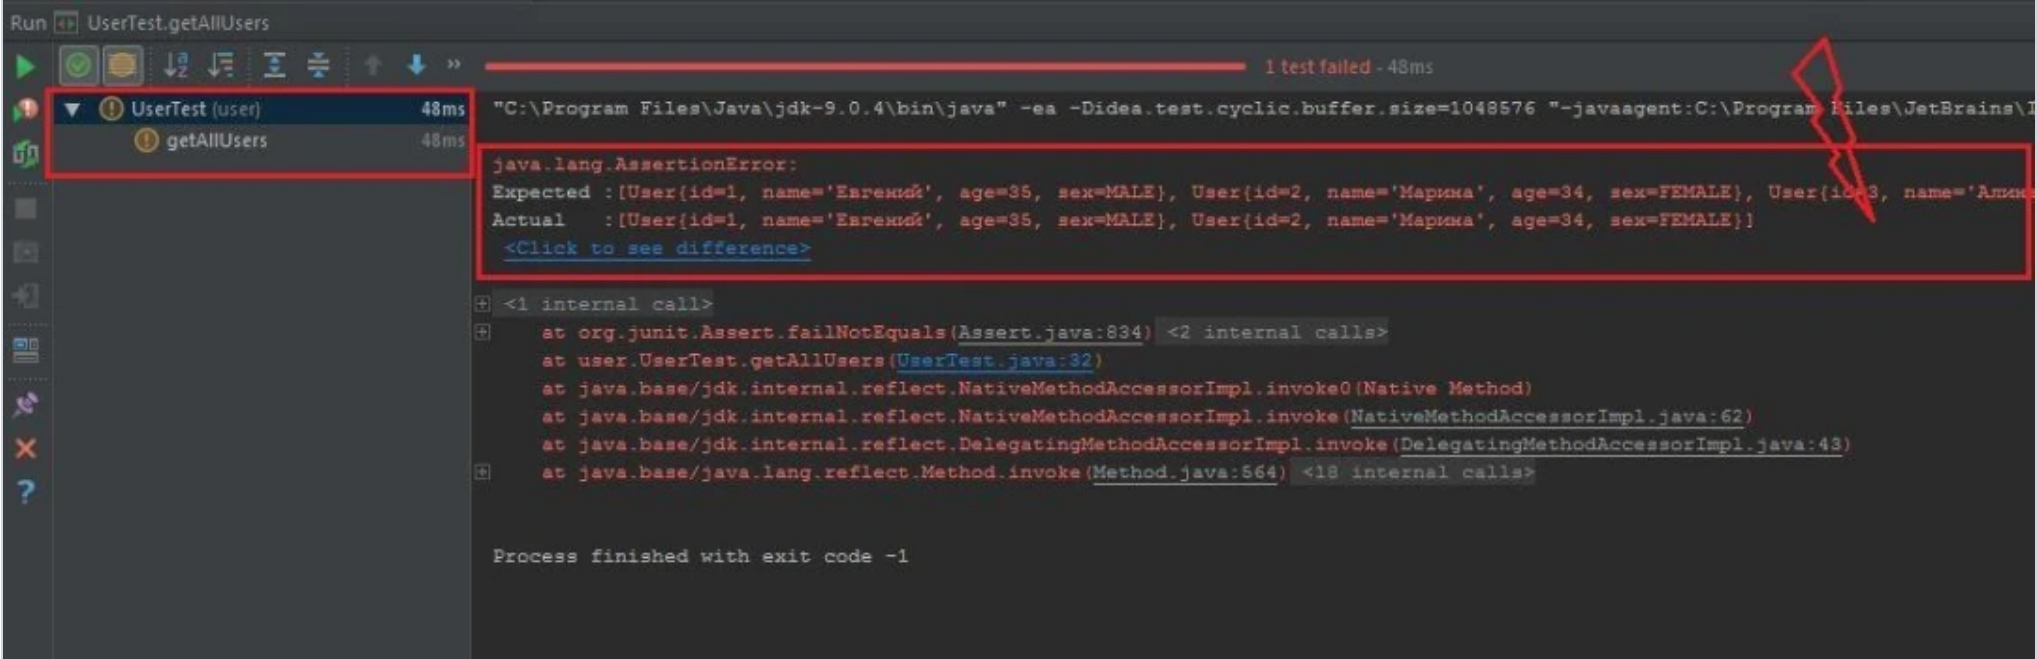 Run UserTest.getAllUsers
1 test failed - 48ms
UserTest (user) 48ms
getAllUsers 48ms
"C:\Program Files\Java\jdk-9.0.4\bin\java" -ea -Didea.test.cyclic.buffer.size=1048576 "-javaagent:C:\Program Files\JetBrains\
java.lang.AssertionError:
Expected :[User{id=1, name='Евгений', age=35, sex=MALE}, User{id=2, name='Марина', age=34, sex=FEMALE}, User{id=3, name='Алина
Actual :[User{id=1, name='Евгений', age=35, sex=MALE}, User{id=2, name='Марина', age=34, sex=FEMALE}]
<Click to see difference>
<1 internal call>
at org.junit.Assert.failNotEquals(Assert.java:834) <2 internal calls>
at user.UserTest.getAllUsers(UserTest.java:32)
at java.base/jdk.internal.reflect.NativeMethodAccessorImpl.invoke0(Native Method)
at java.base/jdk.internal.reflect.NativeMethodAccessorImpl.invoke(NativeMethodAccessorImpl.java:62)
at java.base/jdk.internal.reflect.DelegatingMethodAccessorImpl.invoke(DelegatingMethodAccessorImpl.java:43)
at java.base/java.lang.reflect.Method.invoke(Method.java:564) <18 internal calls>
Process finished with exit code -1